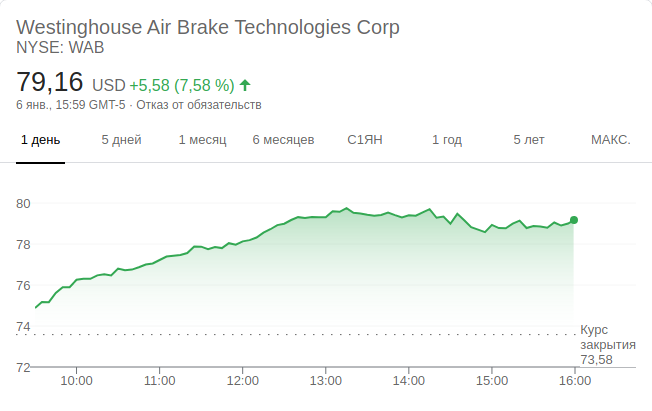 Westinghouse Air Brake Technologies Corp
NYSE: WAB
79,16 USD +5,58 (7,58 %)
6 янв., 15:59 GMT-5 · Отказ от обязательств
1 день 5 дней 1 месяц 6 месяцев С1ЯН 1 год 5 лет МАКС.
80
78
76
74
Курс
закрытия
73,58
72
10:00 11:00 12:00 13:00 14:00 15:00 16:00